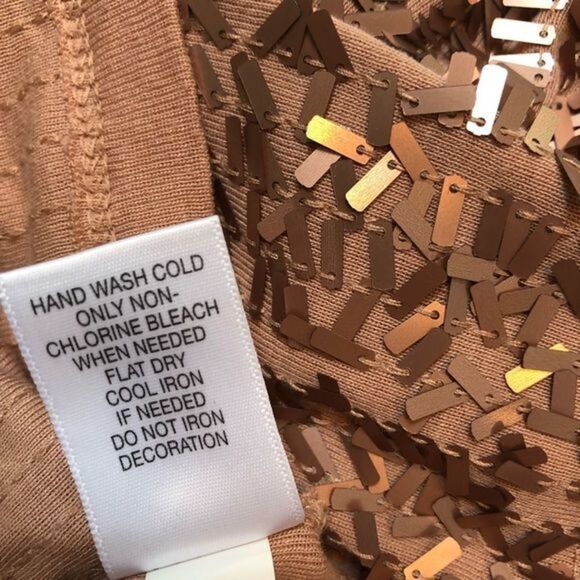 HAND WASH COLD
ONLY NON-
CHLORINE BLEACH
WHEN NEEDED
FLAT DRY
COOL IRON
IF NEEDED
DO NOT IRON
DECORATION